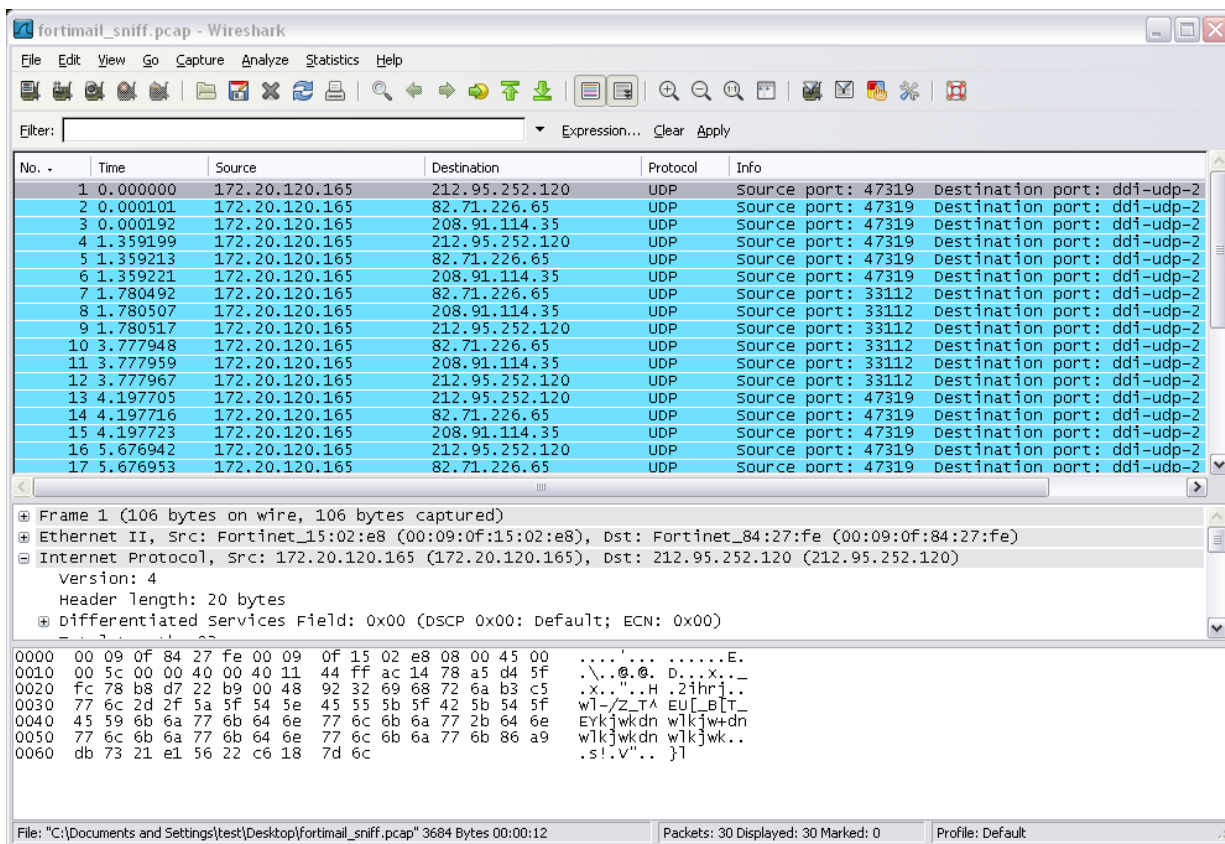 fortimail_sniff.pcap - Wireshark
File Edit View Go Capture Analyze Statistics Help
Filter: Expression... Clear Apply
No. Time Source Destination Protocol Info
1 0.000000 172.20.120.165 212.95.252.120 UDP Source port: 47319 Destination port: ddi-udp-2
2 0.000101 172.20.120.165 82.71.226.65 UDP Source port: 47319 Destination port: ddi-udp-2
3 0.000192 172.20.120.165 208.91.114.35 UDP Source port: 47319 Destination port: ddi-udp-2
4 1.359199 172.20.120.165 212.95.252.120 UDP Source port: 47319 Destination port: ddi-udp-2
5 1.359213 172.20.120.165 82.71.226.65 UDP Source port: 47319 Destination port: ddi-udp-2
6 1.359221 172.20.120.165 208.91.114.35 UDP Source port: 47319 Destination port: ddi-udp-2
7 1.780492 172.20.120.165 82.71.226.65 UDP Source port: 33112 Destination port: ddi-udp-2
8 1.780507 172.20.120.165 208.91.114.35 UDP Source port: 33112 Destination port: ddi-udp-2
9 1.780517 172.20.120.165 212.95.252.120 UDP Source port: 33112 Destination port: ddi-udp-2
10 3.777948 172.20.120.165 82.71.226.65 UDP Source port: 33112 Destination port: ddi-udp-2
11 3.777959 172.20.120.165 208.91.114.35 UDP Source port: 33112 Destination port: ddi-udp-2
12 3.777967 172.20.120.165 212.95.252.120 UDP Source port: 33112 Destination port: ddi-udp-2
13 4.197705 172.20.120.165 212.95.252.120 UDP Source port: 47319 Destination port: ddi-udp-2
14 4.197716 172.20.120.165 82.71.226.65 UDP Source port: 47319 Destination port: ddi-udp-2
15 4.197723 172.20.120.165 208.91.114.35 UDP Source port: 47319 Destination port: ddi-udp-2
16 5.676942 172.20.120.165 212.95.252.120 UDP Source port: 47319 Destination port: ddi-udp-2
17 5.676953 172.20.120.165 82.71.226.65 UDP Source port: 47319 Destination port: ddi-udp-2
Frame 1 (106 bytes on wire, 106 bytes captured)
Ethernet II, Src: Fortinet_15:02:e8 (00:09:0f:15:02:e8), Dst: Fortinet_84:27:fe (00:09:0f:84:27:fe)
Internet Protocol, Src: 172.20.120.165 (172.20.120.165), Dst: 212.95.252.120 (212.95.252.120)
Version: 4
Header length: 20 bytes
Differentiated Services Field: 0x00 (DSCP 0x00: Default; ECN: 0x00)
0000 00 09 0f 84 27 fe 00 09 0f 15 02 e8 08 00 45 00 ....'... ......E.
0010 00 5c 00 00 40 00 40 11 44 ff ac 14 78 a5 d4 5f .\..@.@. D...x.._
0020 fc 78 b8 d7 22 b9 00 48 92 32 69 68 72 6a b3 c5 .x.."..H .2ihrj..
0030 77 6c 2d 2f 5a 5f 54 5e 45 55 5b 5f 42 5b 54 5f wl-/Z_T^ EU[_B[T_
0040 45 59 6b 6a 77 6b 64 6e 77 6c 6b 6a 77 2b 64 6e EYkjwkdn wlkjw+dn
0050 77 6c 6b 6a 77 6b 64 6e 77 6c 6b 6a 77 6b 86 a9 wlkjwkdn wlkjwk..
0060 db 73 21 e1 56 22 c6 18 7d 6c .s!.V".. }l
File: "C:\Documents and Settings\test\Desktop\fortimail_sniff.pcap" 3684 Bytes 00:00:12 Packets: 30 Displayed: 30 Marked: 0 Profile: Default